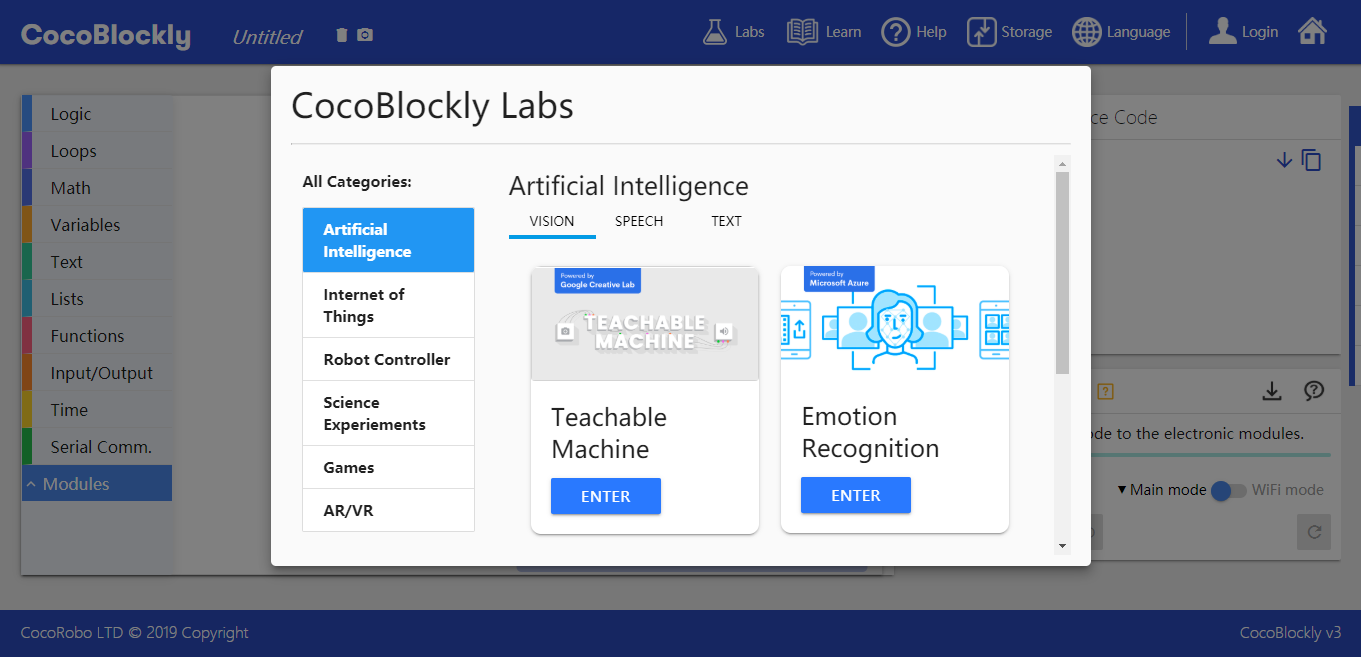 CocoBlockly
Untitled
Labs
Learn
Help
Storage
Language
Login
CocoBlockly Labs
Logic
Loops
Math
Variables
Text
Lists
Functions
Input/Output
Time
Serial Comm.
Modules
All Categories:
Artificial
Intelligence
Internet of
Things
Robot Controller
Science
Experiements
Games
AR/VR
Artificial Intelligence
VISION
SPEECH
TEXT
Powered by
Google Creative Lab
TEACHABLE
MACHINE
Teachable
Machine
ENTER
Powered by
Microsoft Azure
Emotion
Recognition
ENTER
ce Code
de to the electronic modules.
Main mode
WiFi mode
CocoRobo LTD © 2019 Copyright
CocoBlockly v3